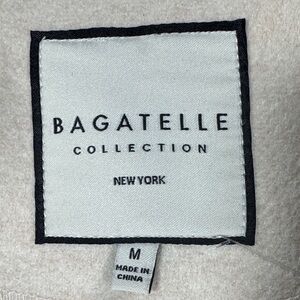 BAGATELLE
COLLECTION
NEW YORK
M
MADE IN
CHINA